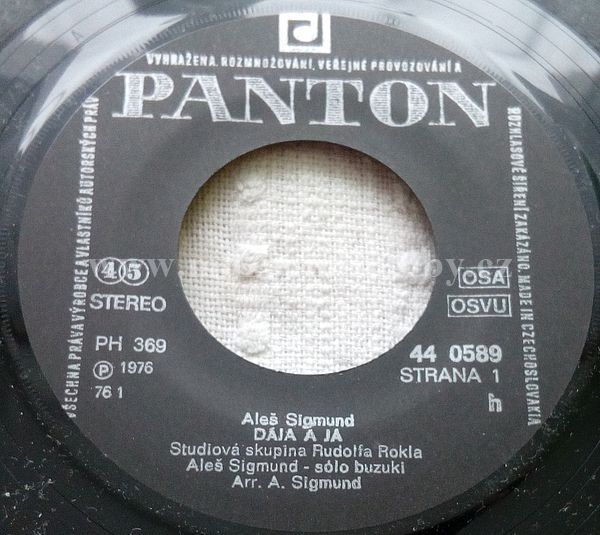 VŠECHNA PRÁVA VÝROBCE A VLASTNÍKŮ AUTORSKÝCH PRÁV
VYHRAŽENA. ROZMNOŽOVÁNÍ, VEŘEJNÉ PROVOZOVÁNÍ A
ROZHLASOVÉ ŠÍŘENÍ ZAKÁZÁNO. MADE IN CZECHOSLOVAKIA
PANTON
45
STEREO
OSA
OSVU
PH 369
℗ 1976
76 1
44 0589
STRANA 1
h
Aleš Sigmund
DÁJA A JÁ
Studiová skupina Rudolfa Rokla
Aleš Sigmund - sólo buzuki
Arr. A. Sigmund